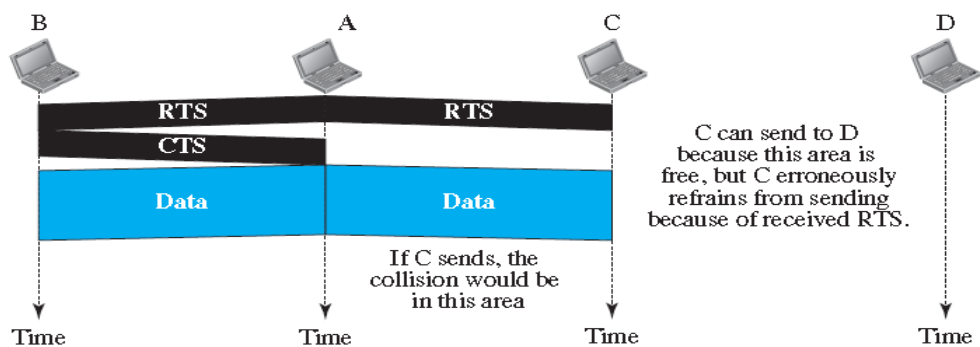 B A C D
RTS RTS
CTS
Data Data
C can send to D
because this area is
free, but C erroneously
refrains from sending
because of received RTS.
If C sends, the
collision would be
in this area
Time Time Time Time